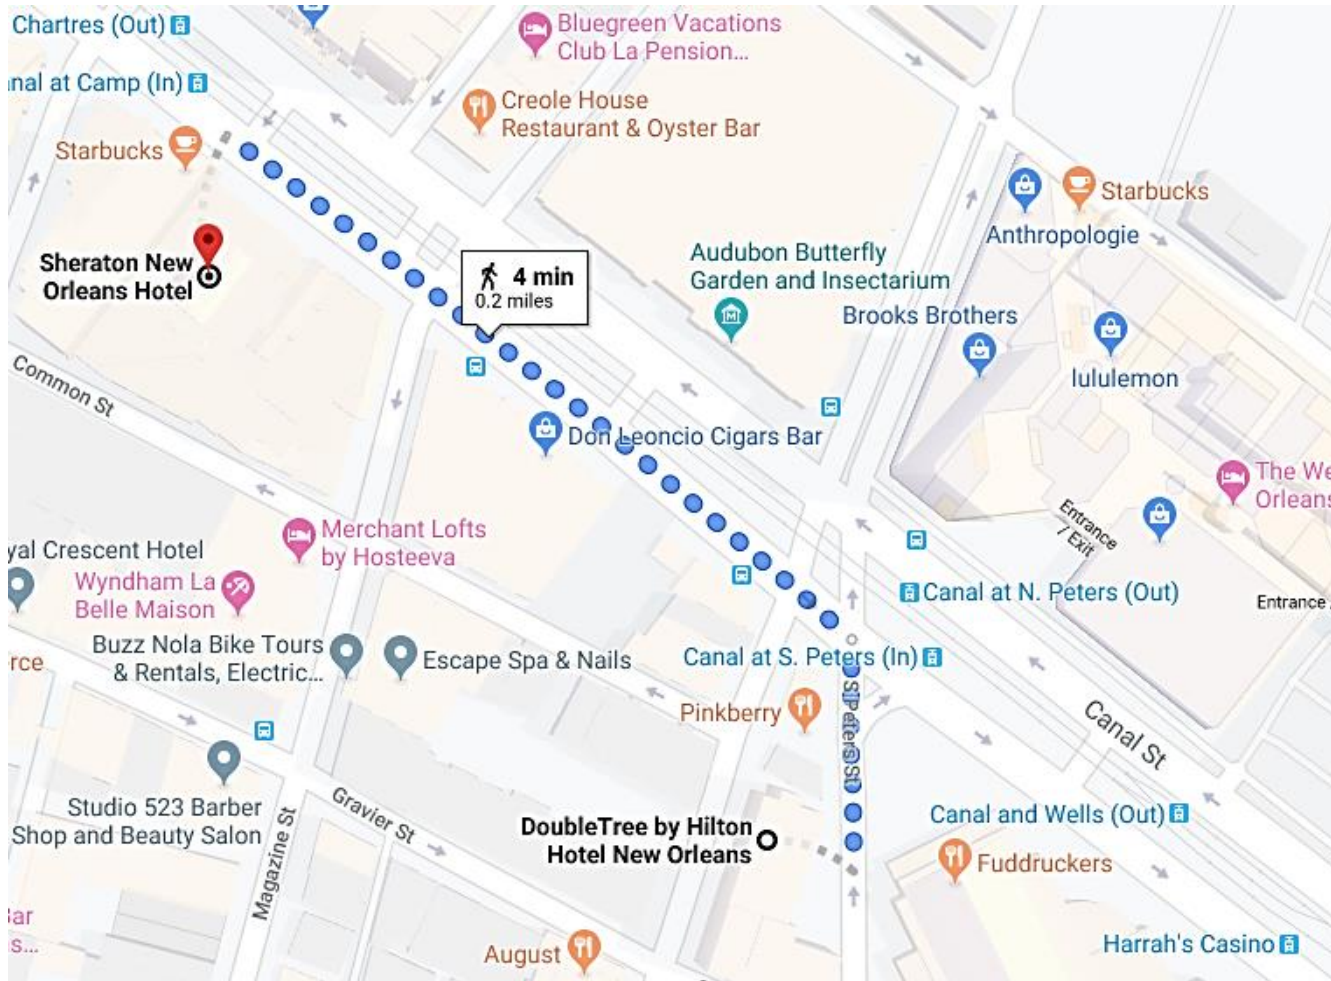 Chartres (Out)
Bluegreen Vacations
Club La Pension...
nal at Camp (In)
Creole House
Restaurant & Oyster Bar
Starbucks
Starbucks
Anthropologie
Sheraton New
Orleans Hotel
4 min
0.2 miles
Audubon Butterfly
Garden and Insectarium
Brooks Brothers
lululemon
Common St
Don Leoncio Cigars Bar
The We
Orleans
Merchant Lofts
by Hosteeva
Entrance
/ Exit
yal Crescent Hotel
Wyndham La
Belle Maison
Canal at N. Peters (Out)
Entrance
Buzz Nola Bike Tours
& Rentals, Electric...
Escape Spa & Nails
Canal at S. Peters (In)
rce
Pinkberry
S Peters St
Canal St
Studio 523 Barber
Shop and Beauty Salon
Gravier St
Magazine St
DoubleTree by Hilton
Hotel New Orleans
Canal and Wells (Out)
Fuddruckers
Bar
s...
August
Harrah's Casino